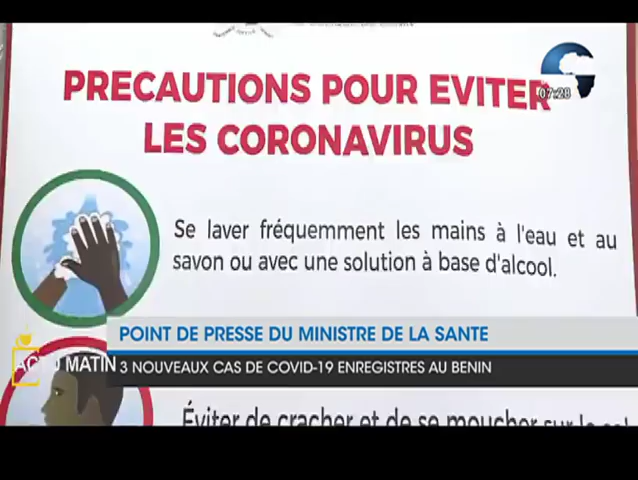 PRECAUTIONS POUR EVITER
07:28
LES CORONAVIRUS
Se laver fréquemment les mains à l'eau et au
savon ou avec une solution à base d'alcool.
POINT DE PRESSE DU MINISTRE DE LA SANTE
MATIN
3 NOUVEAUX CAS DE COVID-19 ENREGISTRES AU BENIN
Éviter de cracher et de se moucher sur le